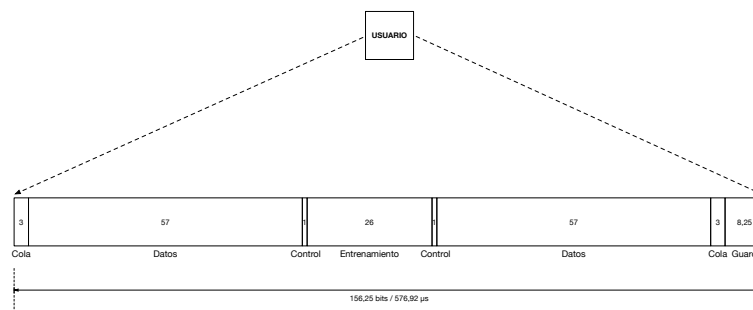 USUARIO
3 57 1 26 1 57 3 8,25
Cola Datos Control Entrenamiento Control Datos Cola Guar
156,25 bits / 576,92 μs